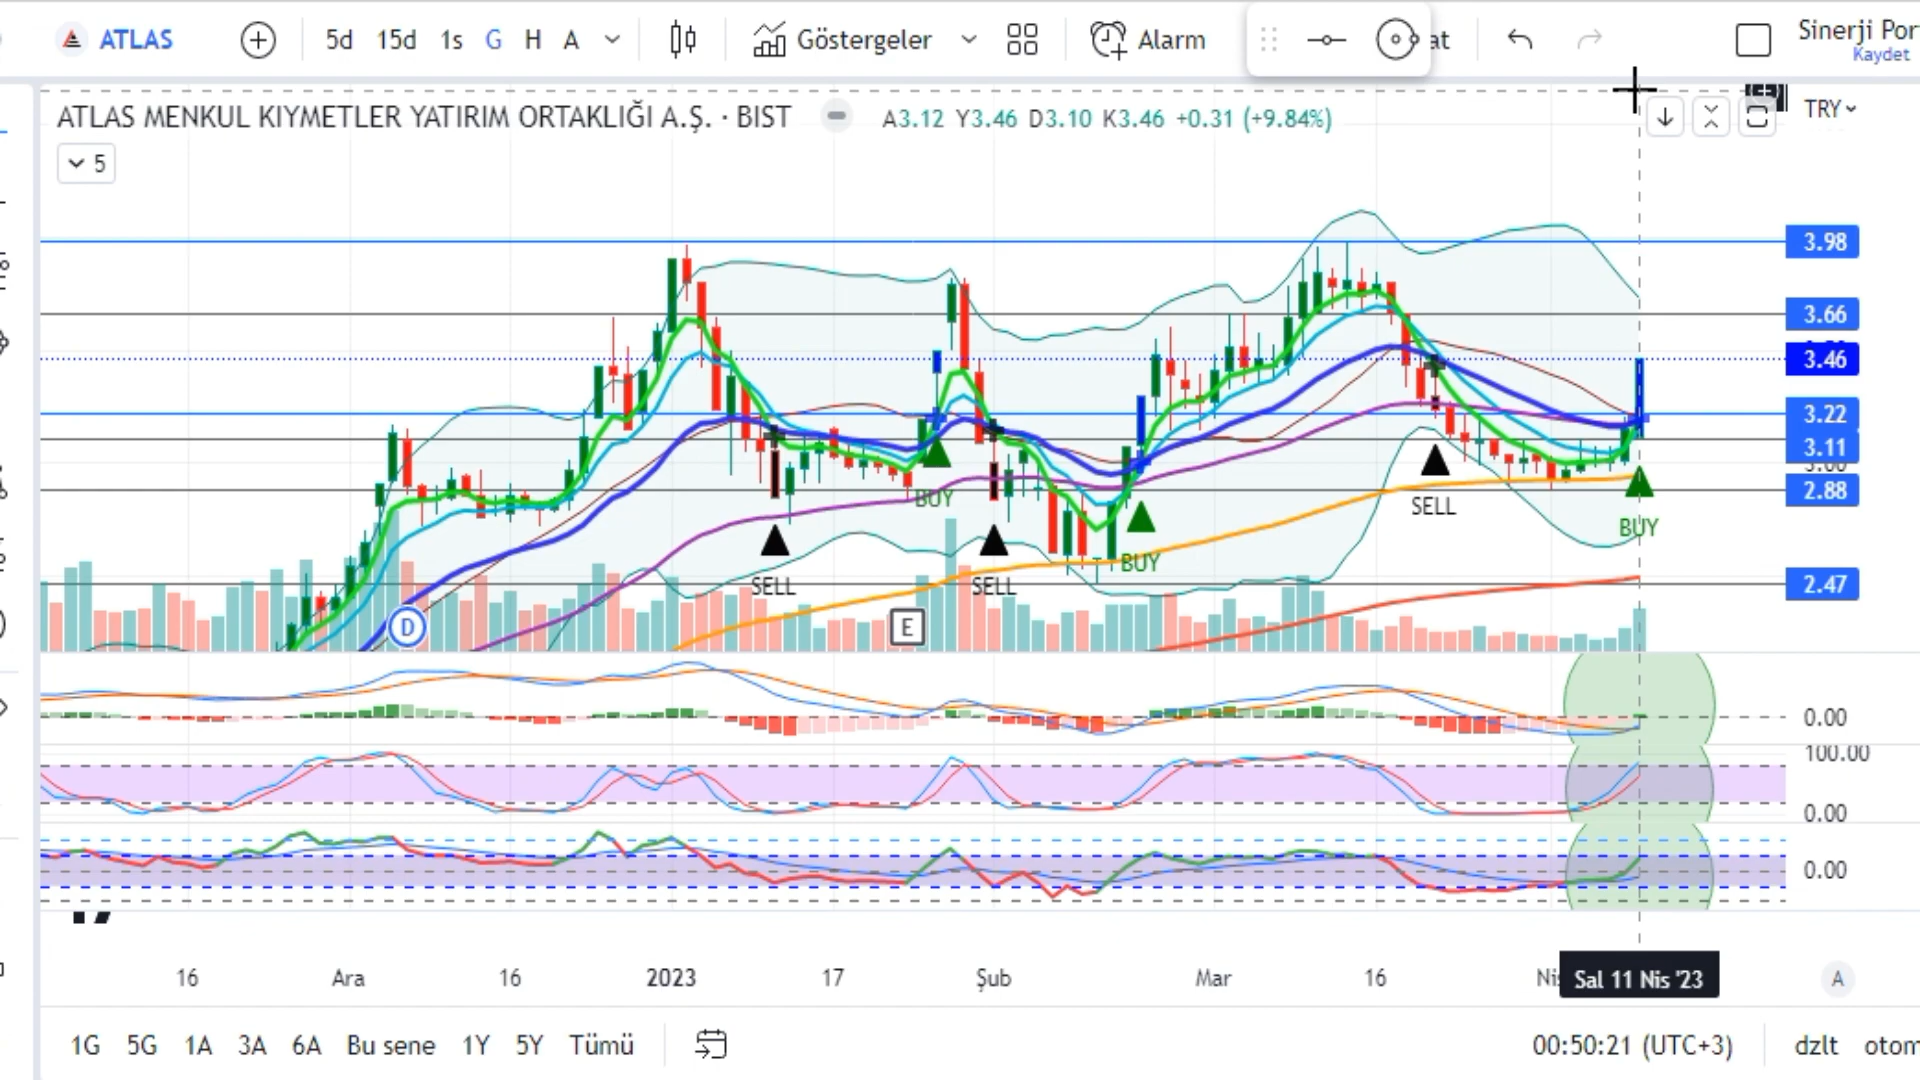 ATLAS 5d 15d 1s G H A Göstergeler Alarm at Sinerji Por
Kaydet
ATLAS MENKUL KIYMETLER YATIRIM ORTAKLIĞI A.Ş. · BIST A3.12 Y3.46 D3.10 K3.46 +0.31 (+9.84%) TRY
5
3.98
3.66
3.46
3.22
3.11
3.00
2.88
2.47
BUY
SELL
BUY
SELL
SELL
BUY
D
E
0.00
100.00
0.00
0.00
16 Ara 16 2023 17 Şub Mar 16 Nis Sal 11 Nis '23 A
1G 5G 1A 3A 6A Bu sene 1Y 5Y Tümü 00:50:21 (UTC+3) dzlt otom